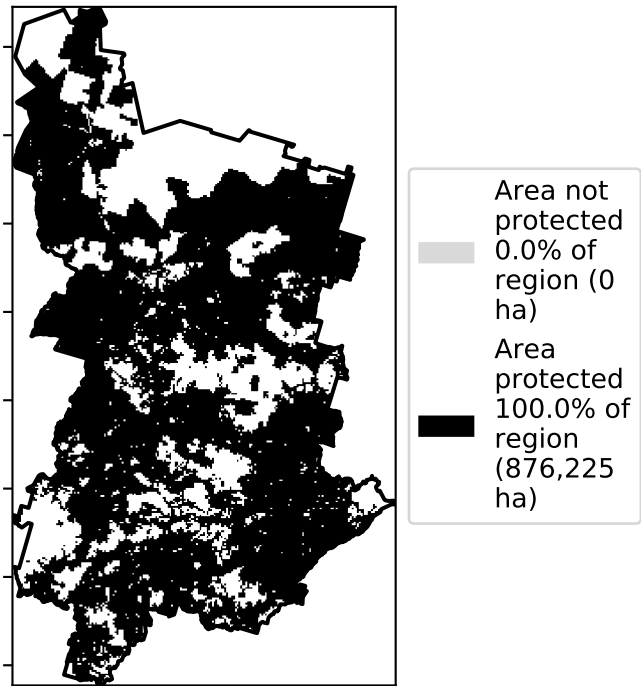 Area not
protected
0.0% of
region (0
ha)
Area
protected
100.0% of
region
(876,225
ha)